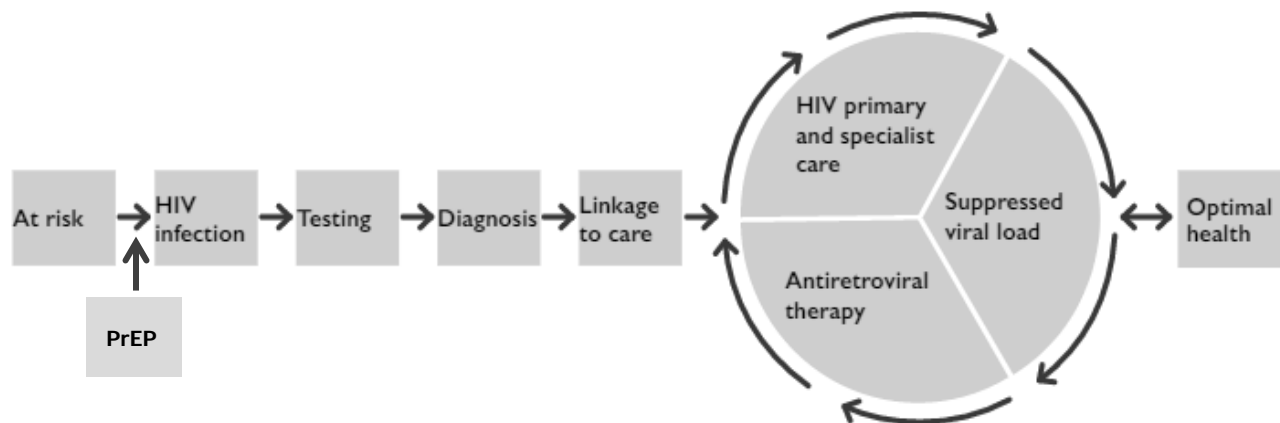 At risk
HIV
infection
Testing
Diagnosis
Linkage
to care
HIV primary
and specialist
care
Suppressed
viral load
Antiretroviral
therapy
Optimal
health
PrEP